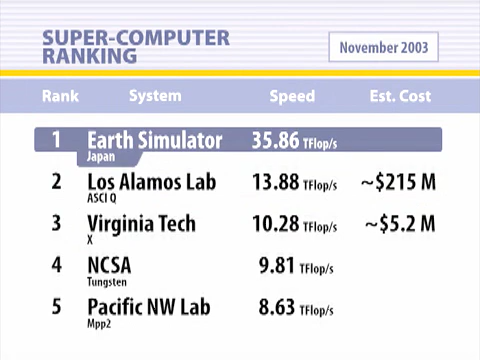 SUPER-COMPUTER
RANKING
November 2003
Rank System Speed Est. Cost
1 Earth Simulator 35.86 TFlop/s
Japan
2 Los Alamos Lab 13.88 TFlop/s ~$215 M
ASCI Q
3 Virginia Tech 10.28 TFlop/s ~$5.2 M
X
4 NCSA 9.81 TFlop/s
Tungsten
5 Pacific NW Lab 8.63 TFlop/s
Mpp2